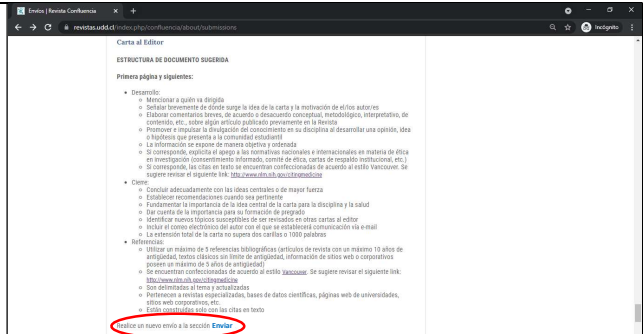 Envíos | Revista Confluencia
revistas.udd.cl/index.php/confluencia/about/submissions
Incógnito
Carta al Editor
ESTRUCTURA DE DOCUMENTO SUGERIDA
Primera página y siguientes:
Desarrollo:
Mencionar a quién va dirigida
Señalar brevemente de dónde surge la idea de la carta y la motivación de el/los autor/es
Elaborar comentarios breves, de acuerdo o desacuerdo conceptual, metodológico, interpretativo, de
contenido, etc., sobre algún artículo publicado previamente en la Revista
Promover e impulsar la divulgación del conocimiento en su disciplina al desarrollar una opinión, idea
o hipótesis que presenta a la comunidad estudiantil
La información se expone de manera objetiva y ordenada
Si corresponde, explicita el apego a las normativas nacionales e internacionales en materia de ética
en investigación (consentimiento informado, comité de ética, cartas de respaldo institucional, etc.)
Si corresponde, las citas en texto se encuentran confeccionadas de acuerdo al estilo Vancouver. Se
sugiere revisar el siguiente link: http://www.nlm.nih.gov/citingmedicine
Cierre:
Concluir adecuadamente con las ideas centrales o de mayor fuerza
Establecer recomendaciones cuando sea pertinente
Fundamentar la importancia de la idea central de la carta para la disciplina y la salud
Dar cuenta de la importancia para su formación de pregrado
Identificar nuevos tópicos susceptibles de ser revisados en otras cartas al editor
Incluir el correo electrónico del autor con el que se establecerá comunicación vía e-mail
La extensión total de la carta no supera dos carillas o 1000 palabras
Referencias:
Utilizar un máximo de 5 referencias bibliográficas (artículos de revista con un máximo 10 años de
antigüedad, textos clásicos sin límite de antigüedad, información de sitios web o corporativos
poseen un máximo de 5 años de antigüedad)
Se encuentran confeccionadas de acuerdo al estilo Vancouver. Se sugiere revisar el siguiente link:
http://www.nlm.nih.gov/citingmedicine
Son delimitadas al tema y actualizadas
Pertenecen a revistas especializadas, bases de datos científicas, páginas web de universidades,
sitios web corporativos, etc.
Están construidas solo con las citas en texto
Realice un nuevo envío a la sección Enviar